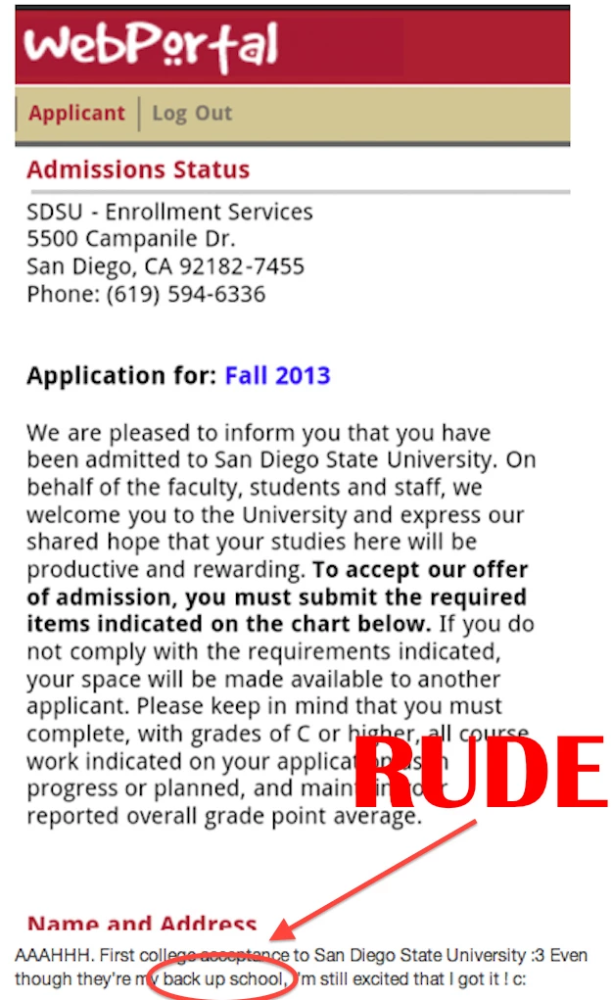 WebPortal
Applicant | Log Out
Admissions Status
SDSU - Enrollment Services
5500 Campanile Dr.
San Diego, CA 92182-7455
Phone: (619) 594-6336
Application for: Fall 2013
We are pleased to inform you that you have
been admitted to San Diego State University. On
behalf of the faculty, students and staff, we
welcome you to the University and express our
shared hope that your studies here will be
productive and rewarding. To accept our offer
of admission, you must submit the required
items indicated on the chart below. If you do
not comply with the requirements indicated,
your space will be made available to another
applicant. Please keep in mind that you must
complete, with grades of C or higher, all course
work indicated on your application as in
progress or planned, and maintain your
reported overall grade point average.
RUDE
Name and Address
AAAHHH. First college acceptance to San Diego State University :3 Even
though they're my back up school, I'm still excited that I got it ! c: